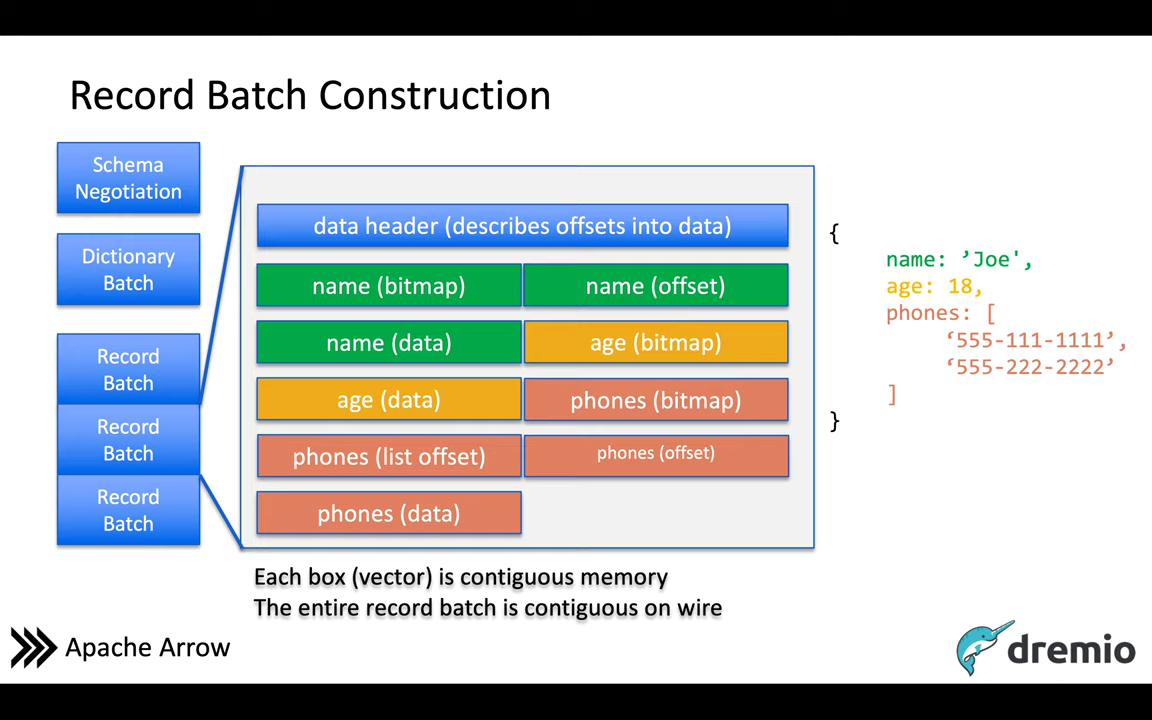 Record Batch Construction
Schema
Negotiation
Dictionary
Batch
Record
Batch
Record
Batch
Record
Batch
data header (describes offsets into data)
name (bitmap)
name (offset)
name (data)
age (bitmap)
age (data)
phones (bitmap)
phones (list offset)
phones (offset)
phones (data)
{
name: ’Joe',
age: 18,
phones: [
‘555-111-1111’,
‘555-222-2222’
]
}
Each box (vector) is contiguous memory
The entire record batch is contiguous on wire
Apache Arrow
dremio